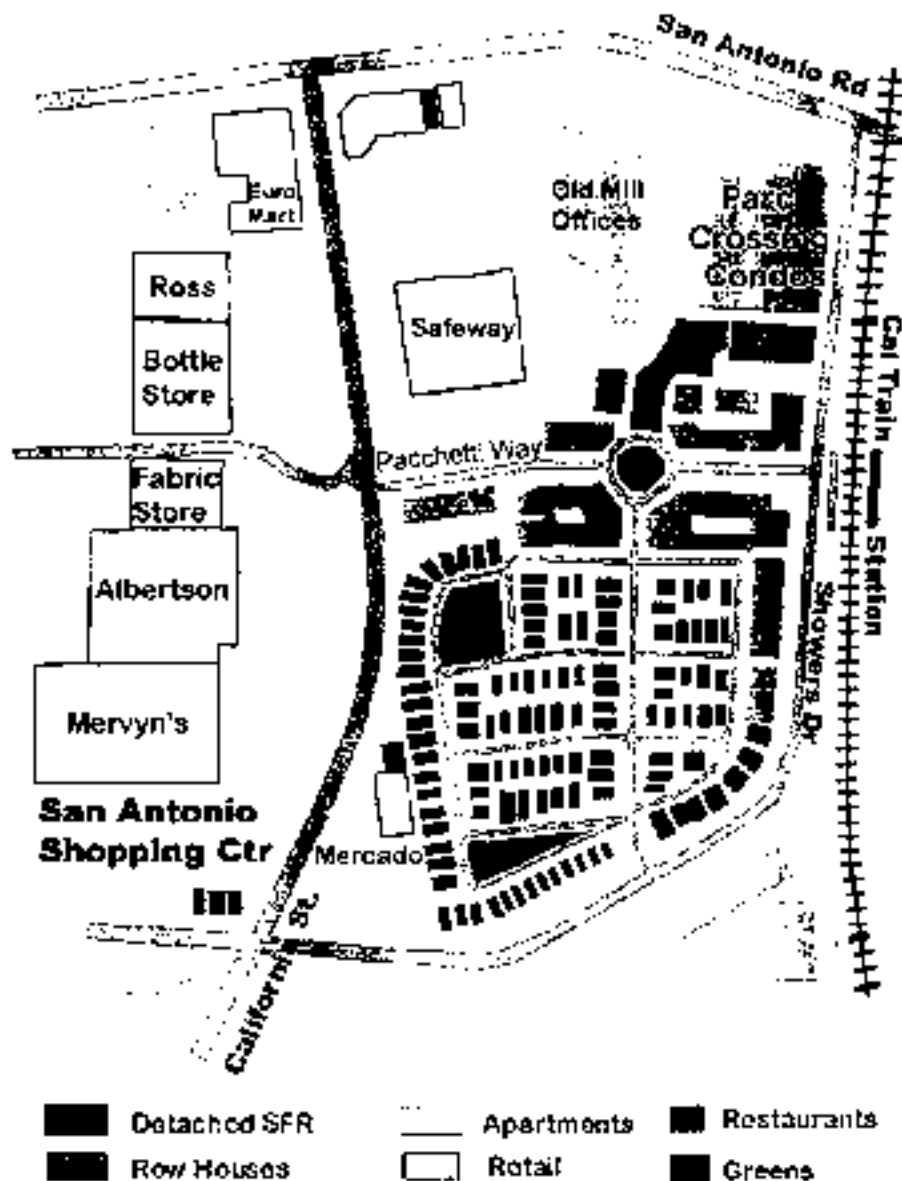 San Antonio Rd
Euro
Mart
Old Mill
Offices
Parc
Crossing
Condos
Ross
Bottle
Store
Safeway
Cal Train Station
Pacchetti Way
Fabric
Store
Albertson
Showers Dr
Mervyn's
San Antonio
Shopping Ctr
Mercado
St.
Detached SFR
Apartments
Restaurants
Row Houses
Retail
Greens